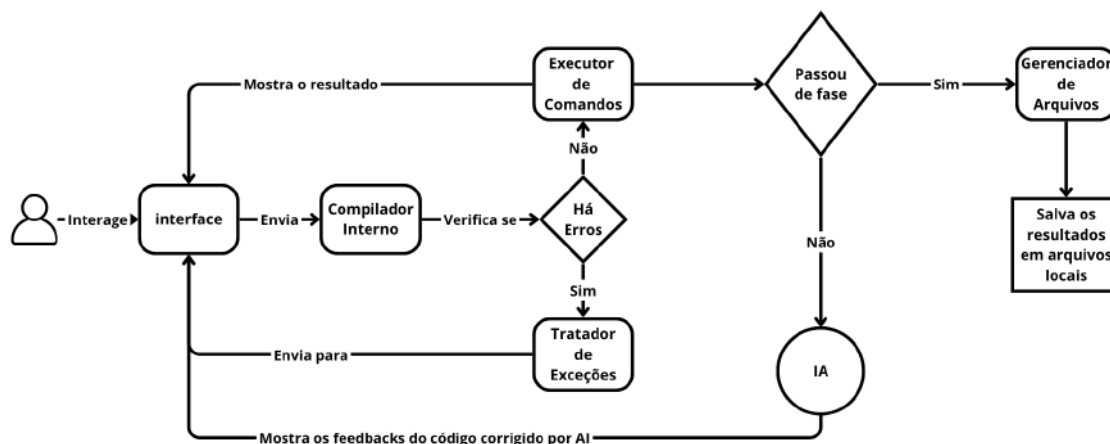 Mostra o resultado
Executor
de
Comandos
Passou
de fase
Sim
Gerenciador
de
Arquivos
Não
Interage
interface
Envia
Compilador
Interno
Verifica se
Há
Erros
Salva os
resultados
em arquivos
locais
Não
Sim
Envia para
Tratador
de
Exceções
IA
Mostra os feedbacks do código corrigido por AI